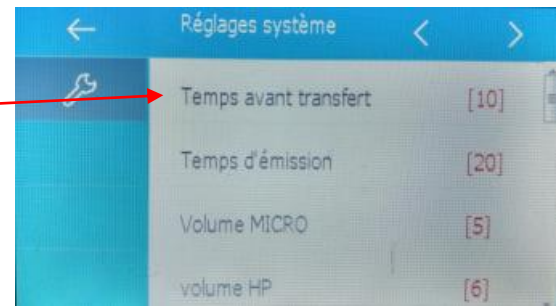 Réglages système
Temps avant transfert [10]
Temps d'émission [20]
Volume MICRO [5]
volume HP [6]